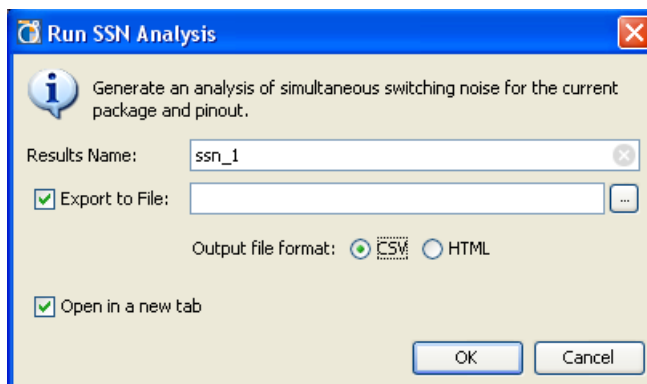 Run SSN Analysis
Generate an analysis of simultaneous switching noise for the current
package and pinout.
Results Name: ssn_1
Export to File: ...
Output file format: CSV HTML
Open in a new tab
OK Cancel